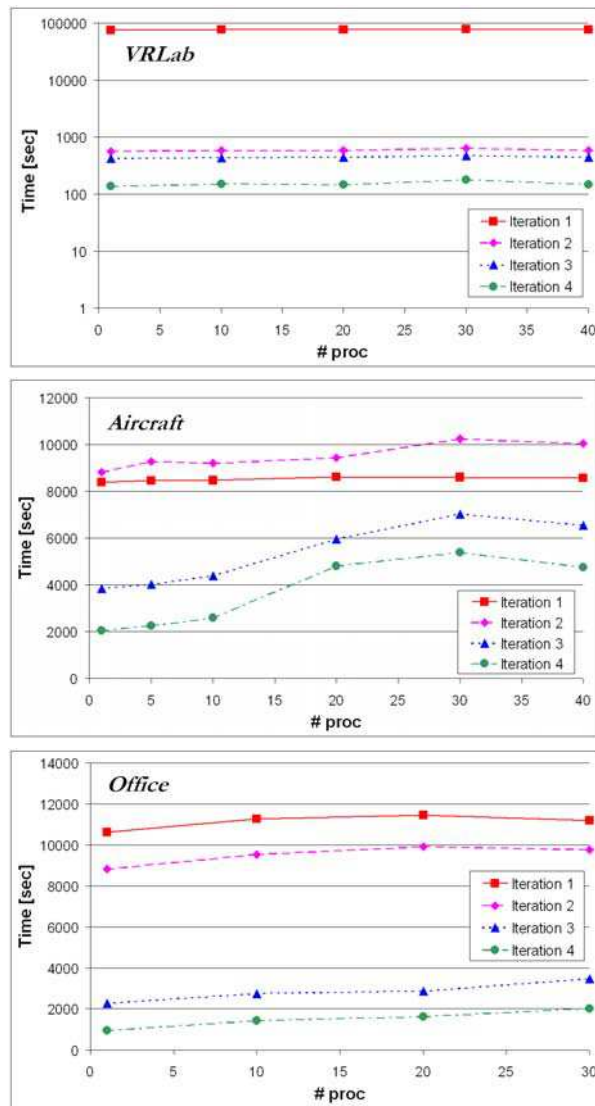 VRLab
Time [sec]
100000
10000
1000
100
10
1
0 5 10 15 20 25 30 35 40
# proc
Iteration 1
Iteration 2
Iteration 3
Iteration 4
Aircraft
Time [sec]
12000
10000
8000
6000
4000
2000
0
0 5 10 15 20 25 30 35 40
# proc
Iteration 1
Iteration 2
Iteration 3
Iteration 4
Office
Time [sec]
14000
12000
10000
8000
6000
4000
2000
0
0 5 10 15 20 25 30
# proc
Iteration 1
Iteration 2
Iteration 3
Iteration 4